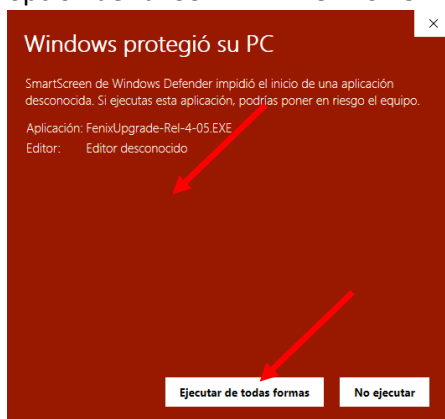 Windows protegió su PC
SmartScreen de Windows Defender impidió el inicio de una aplicación
desconocida. Si ejecutas esta aplicación, podrías poner en riesgo el equipo.
Aplicación: FenixUpgrade-Rel-4-05.EXE
Editor: Editor desconocido
Ejecutar de todas formas
No ejecutar